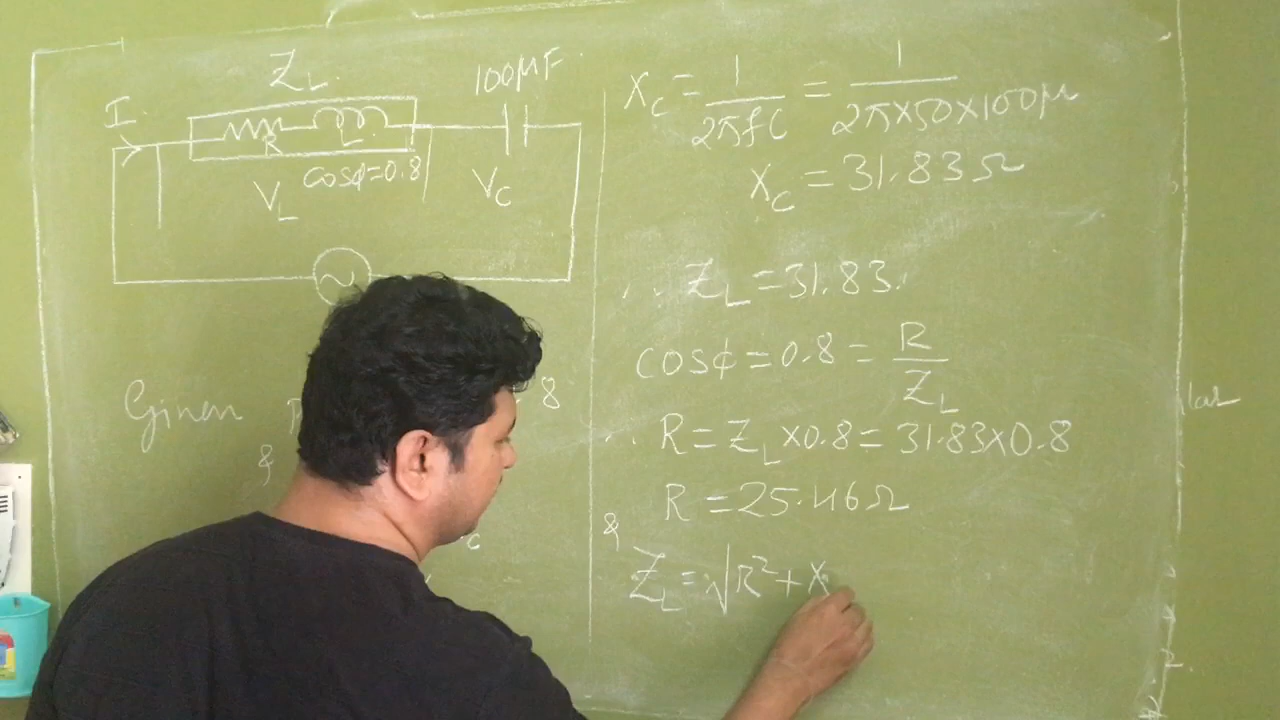 Z_L
100μF
I
R L
cosφ=0.8
V_L
V_C
Given
8
&
c
X_C = 1/2πfC = 1/2π×50×100μ
X_C = 31.83Ω
∴ Z_L = 31.83
cosφ = 0.8 = R/Z_L
∴ R = Z_L × 0.8 = 31.83×0.8
R = 25.46Ω
&
Z_L = √R² + X